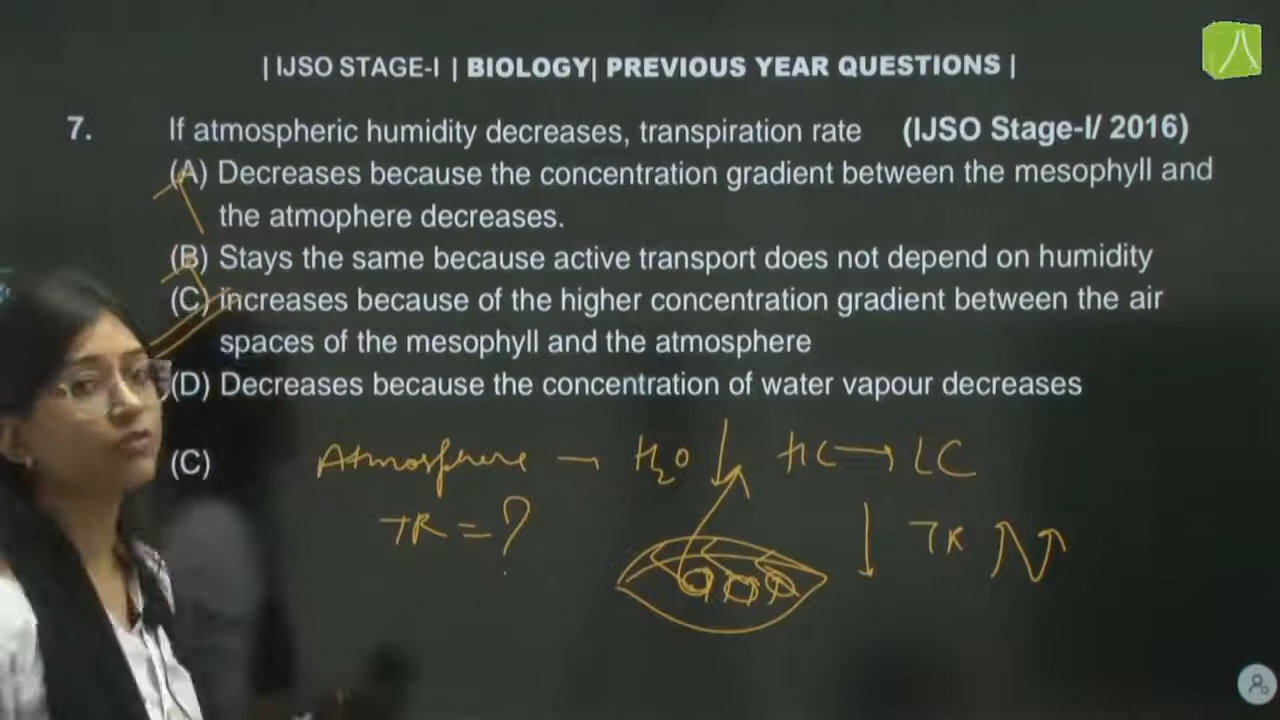 | IJSO STAGE-I | BIOLOGY| PREVIOUS YEAR QUESTIONS |
7. If atmospheric humidity decreases, transpiration rate (IJSO Stage-I/ 2016)
(A) Decreases because the concentration gradient between the mesophyll and
the atmophere decreases.
(B) Stays the same because active transport does not depend on humidity
(C) increases because of the higher concentration gradient between the air
spaces of the mesophyll and the atmosphere
(D) Decreases because the concentration of water vapour decreases
(C) Atmosphere — H₂O ↓ HC → LC
TR = ?
↓ TR ↑↑